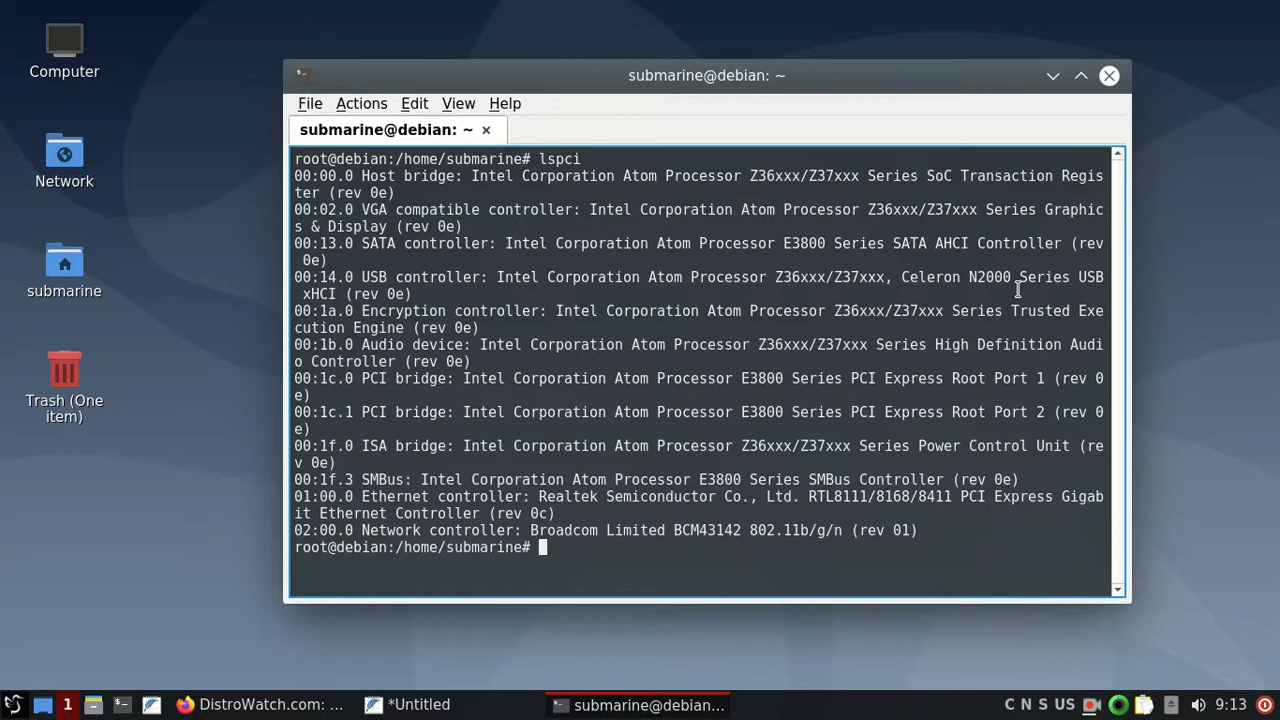 Computer
Network
submarine
Trash (One
item)
submarine@debian: ~
File Actions Edit View Help
submarine@debian: ~
root@debian:/home/submarine# lspci
00:00.0 Host bridge: Intel Corporation Atom Processor Z36xxx/Z37xxx Series SoC Transaction Regis
ter (rev 0e)
00:02.0 VGA compatible controller: Intel Corporation Atom Processor Z36xxx/Z37xxx Series Graphic
s & Display (rev 0e)
00:13.0 SATA controller: Intel Corporation Atom Processor E3800 Series SATA AHCI Controller (rev
0e)
00:14.0 USB controller: Intel Corporation Atom Processor Z36xxx/Z37xxx, Celeron N2000 Series USB
xHCI (rev 0e)
00:1a.0 Encryption controller: Intel Corporation Atom Processor Z36xxx/Z37xxx Series Trusted Exe
cution Engine (rev 0e)
00:1b.0 Audio device: Intel Corporation Atom Processor Z36xxx/Z37xxx Series High Definition Audi
o Controller (rev 0e)
00:1c.0 PCI bridge: Intel Corporation Atom Processor E3800 Series PCI Express Root Port 1 (rev 0
e)
00:1c.1 PCI bridge: Intel Corporation Atom Processor E3800 Series PCI Express Root Port 2 (rev 0
e)
00:1f.0 ISA bridge: Intel Corporation Atom Processor Z36xxx/Z37xxx Series Power Control Unit (re
v 0e)
00:1f.3 SMBus: Intel Corporation Atom Processor E3800 Series SMBus Controller (rev 0e)
01:00.0 Ethernet controller: Realtek Semiconductor Co., Ltd. RTL8111/8168/8411 PCI Express Gigab
it Ethernet Controller (rev 0c)
02:00.0 Network controller: Broadcom Limited BCM43142 802.11b/g/n (rev 01)
root@debian:/home/submarine#
1 DistroWatch.com: ... *Untitled submarine@debian... C N S US 9:13